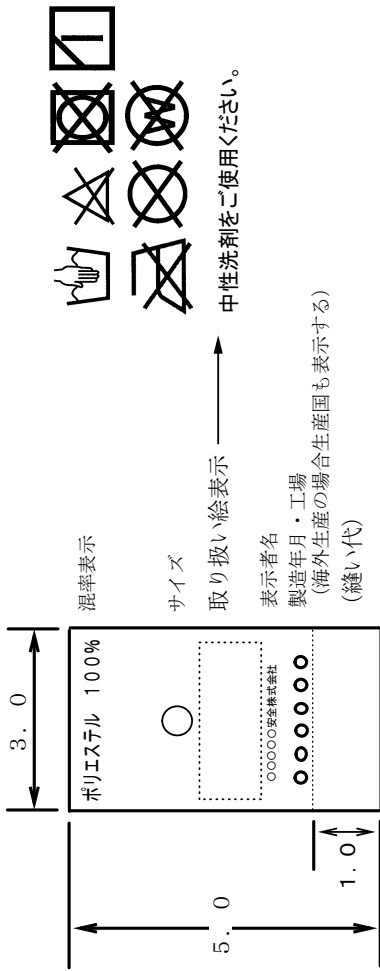 3. 0
5. 0
1. 0
ポリエステル 100%
○○○○○安全株式会社
混率表示
サイズ
取り扱い絵表示
表示者名
製造年月・工場
(海外生産の場合生産国も表示する)
(縫い代)
W
中性洗剤をご使用ください。